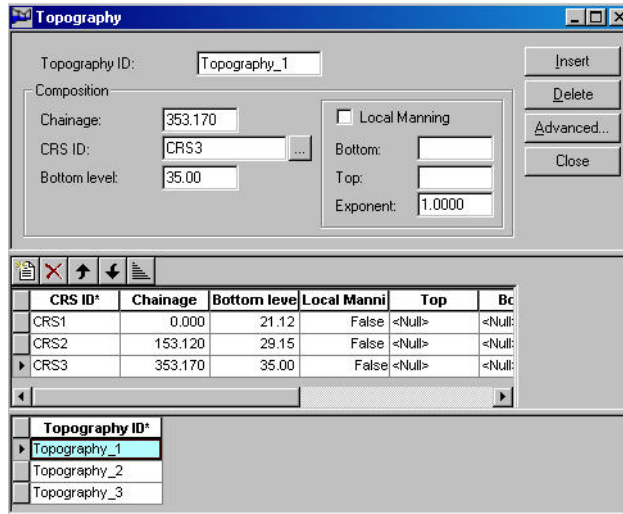 Topography
Topography ID: Topography_1 Insert
Composition Delete
Chainage: 353.170 Local Manning Advanced...
CRS ID: CRS3 ... Bottom: Close
Bottom level: 35.00 Top:
Exponent: 1.0000
CRS ID* Chainage Bottom leve Local Manni Top Bo
CRS1 0.000 21.12 False <Null> <Null
CRS2 153.120 29.15 False <Null> <Null
CRS3 353.170 35.00 False <Null> <Null
Topography ID*
Topography_1
Topography_2
Topography_3